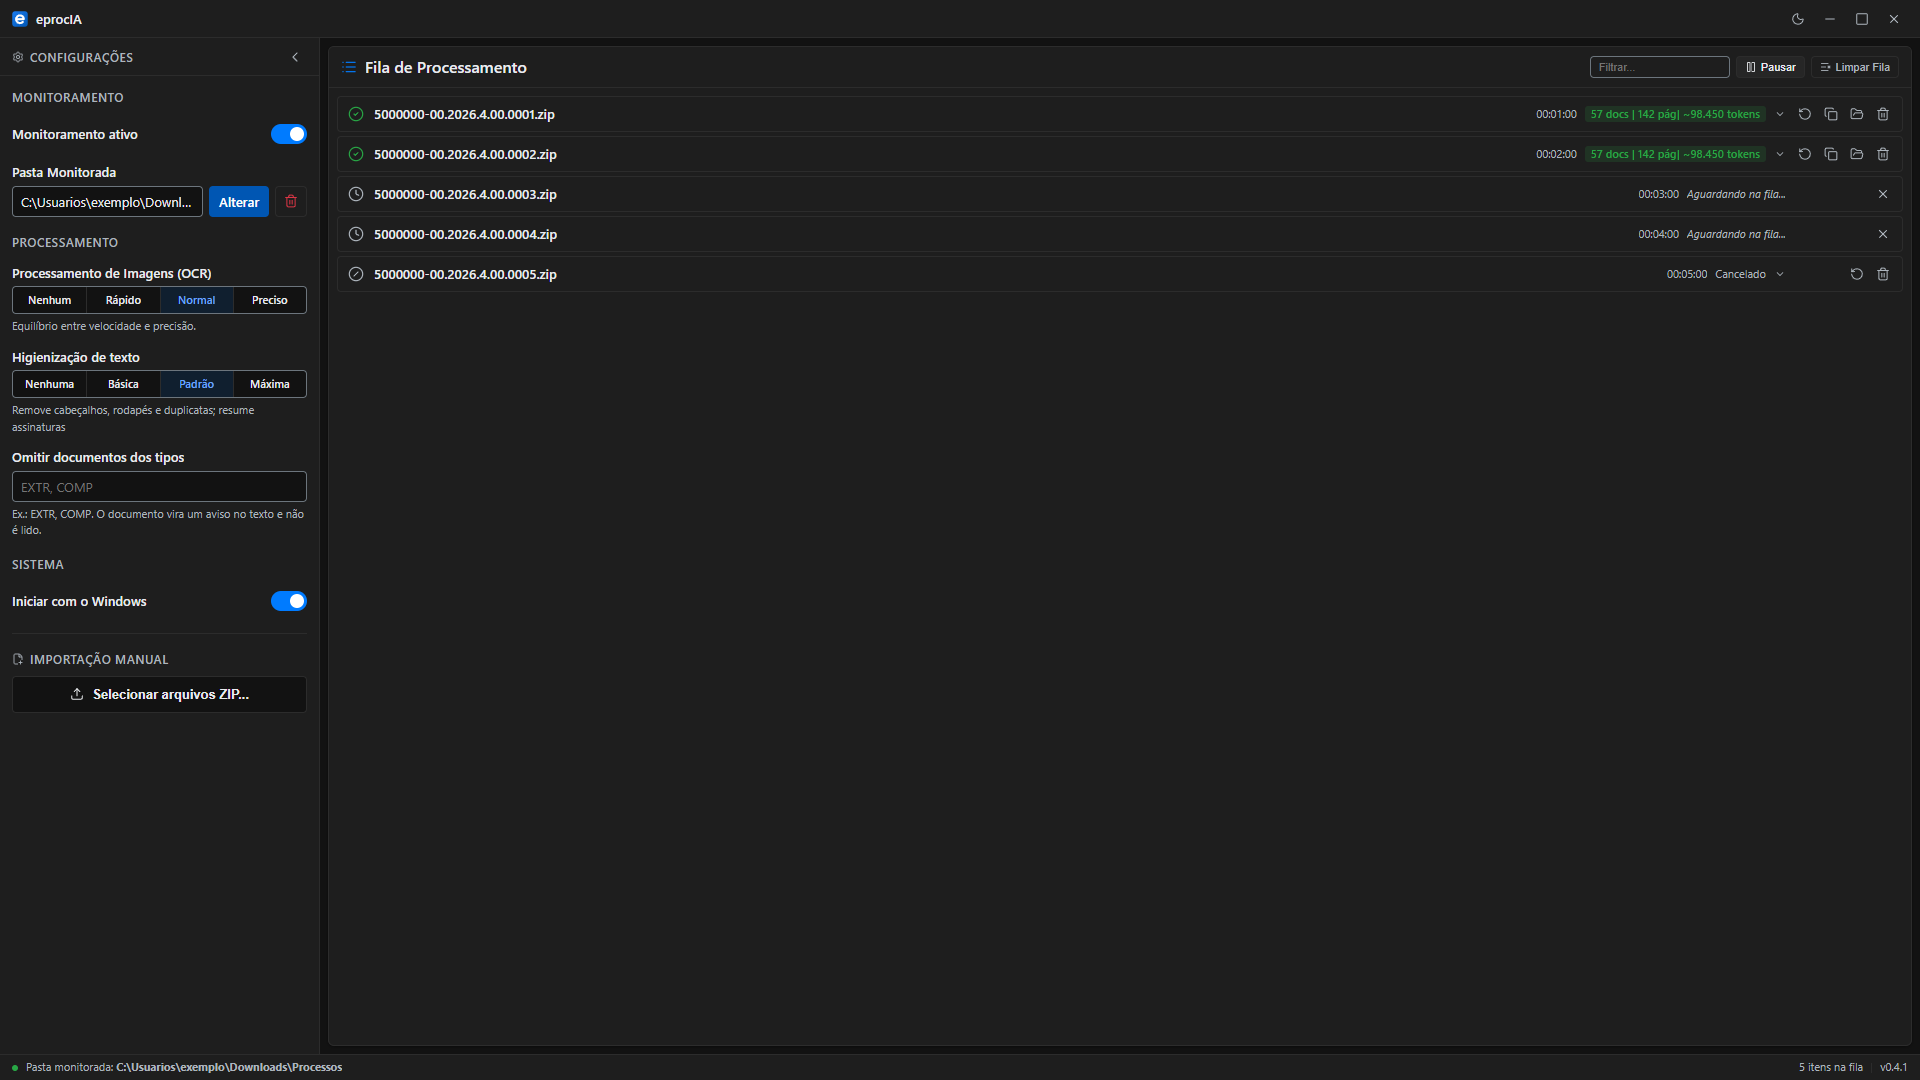 eprocIA
CONFIGURAÇÕES
MONITORAMENTO
Monitoramento ativo
Pasta Monitorada
C:\Usuarios\exemplo\Downl...
Alterar
PROCESSAMENTO
Processamento de Imagens (OCR)
Nenhum Rápido Normal Preciso
Equilíbrio entre velocidade e precisão.
Higienização de texto
Nenhuma Básica Padrão Máxima
Remove cabeçalhos, rodapés e duplicatas; resume
assinaturas
Omitir documentos dos tipos
EXTR, COMP
Ex.: EXTR, COMP. O documento vira um aviso no texto e não
é lido.
SISTEMA
Iniciar com o Windows
IMPORTAÇÃO MANUAL
Selecionar arquivos ZIP...
Fila de Processamento
Filtrar... Pausar Limpar Fila
5000000-00.2026.4.00.0001.zip 00:01:00 57 docs | 142 pág| ~98.450 tokens
5000000-00.2026.4.00.0002.zip 00:02:00 57 docs | 142 pág| ~98.450 tokens
5000000-00.2026.4.00.0003.zip 00:03:00 Aguardando na fila...
5000000-00.2026.4.00.0004.zip 00:04:00 Aguardando na fila...
5000000-00.2026.4.00.0005.zip 00:05:00 Cancelado
Pasta monitorada: C:\Usuarios\exemplo\Downloads\Processos
5 itens na fila v0.4.1